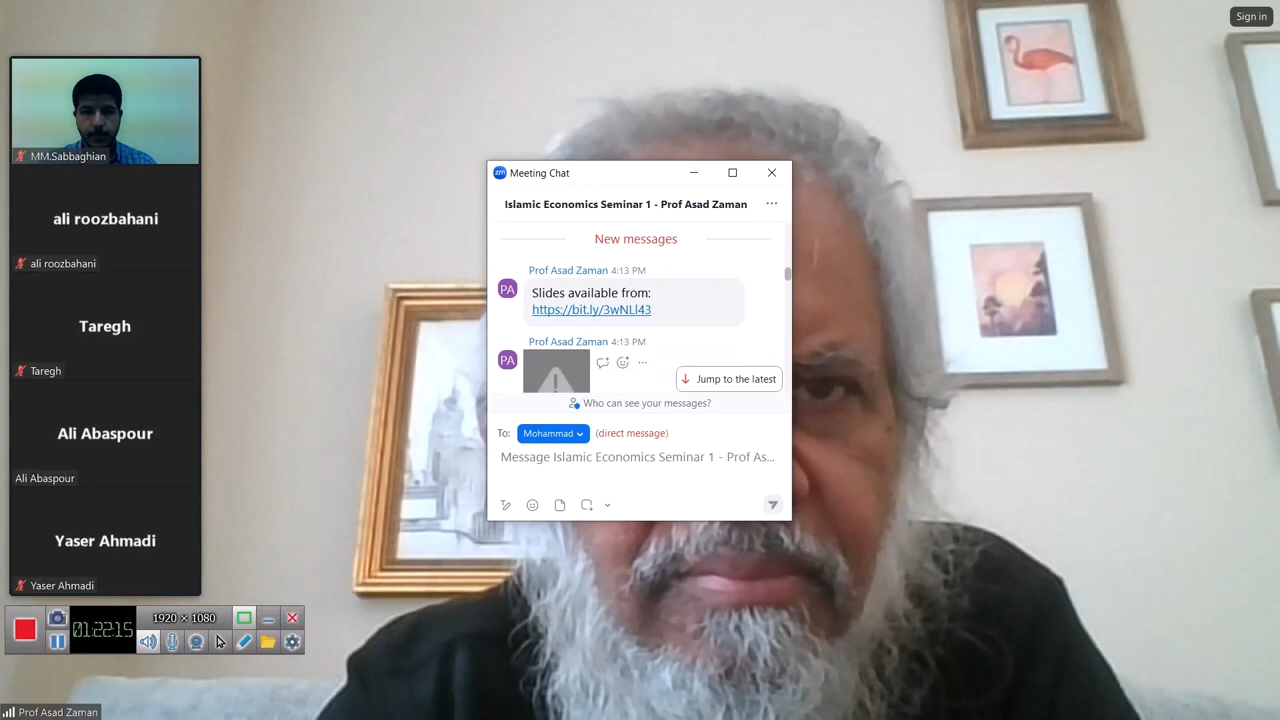 Sign in
MM.Sabbaghian
ali roozbahani
ali roozbahani
Taregh
Taregh
Ali Abaspour
Ali Abaspour
Yaser Ahmadi
Yaser Ahmadi
zm Meeting Chat
Islamic Economics Seminar 1 - Prof Asad Zaman
New messages
Prof Asad Zaman 4:13 PM
PA
Slides available from:
https://bit.ly/3wNLl43
Prof Asad Zaman 4:13 PM
PA
Jump to the latest
Who can see your messages?
To: Mohammad (direct message)
Message Islamic Economics Seminar 1 - Prof As...
01:22:15
1920 × 1080
Prof Asad Zaman